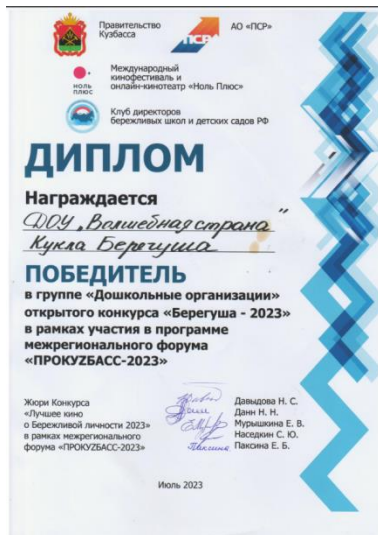 Правительство
Кузбасса
ПСР
АО «ПСР»
НОЛЬ
ПЛЮС
Международный
кинофестиваль и
онлайн-кинотеатр «Ноль Плюс»
Клуб директоров
бережливых школ и детских садов РФ
ДИПЛОМ
Награждается
ДОУ „Волшебная страна"
Кукла Берегуша
ПОБЕДИТЕЛЬ
в группе «Дошкольные организации»
открытого конкурса «Берегуша - 2023»
в рамках участия в программе
межрегионального форума
«ПРОКУZБАСС-2023»
Жюри Конкурса
«Лучшее кино
о Бережливой личности 2023»
в рамках межрегионального
форума «ПРОКУZБАСС-2023»
Давыдова Н. С.
Данн Н. Н.
Мурышкина Е. В.
Наседкин С. Ю.
Паксина Е. Б.
Июль 2023